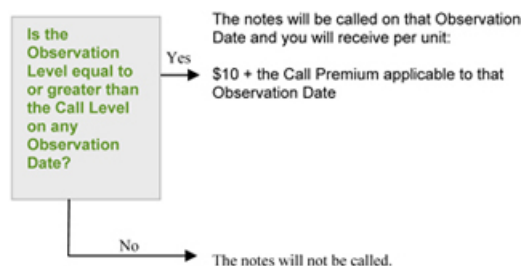 Is the
Observation
Level equal to
or greater than
the Call Level
on any
Observation
Date?
Yes
The notes will be called on that Observation
Date and you will receive per unit:
$10 + the Call Premium applicable to that
Observation Date
No
The notes will not be called.